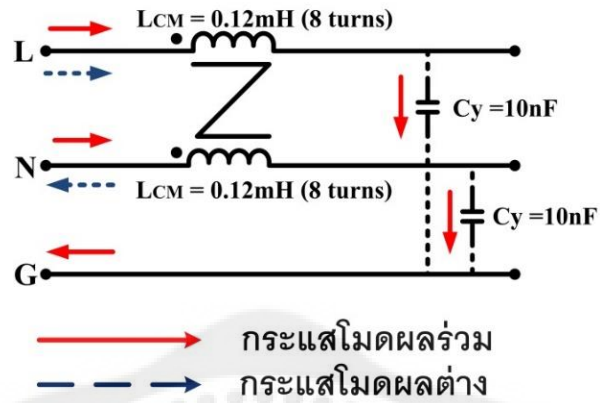 LCM = 0.12mH (8 turns)
L
Cy =10nF
N
LCM = 0.12mH (8 turns)
Cy =10nF
G
กระแสโมดผลร่วม
กระแสโมดผลต่าง